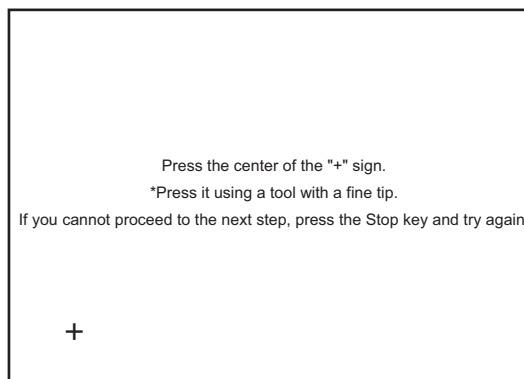 Press the center of the "+" sign.
*Press it using a tool with a fine tip.
If you cannot proceed to the next step, press the Stop key and try again
+